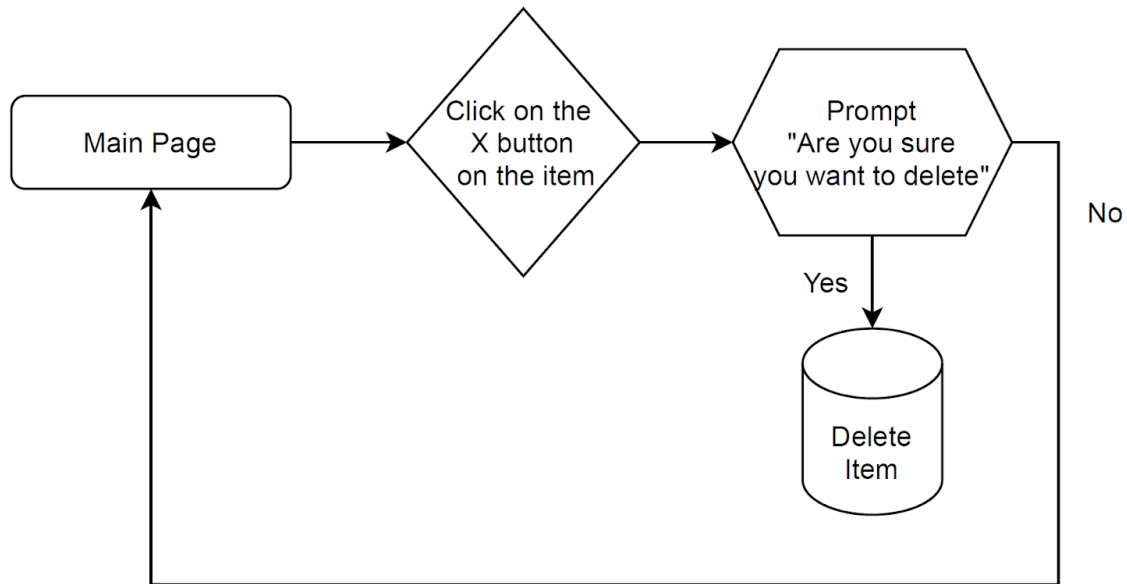 Main Page
Click on the
X button
on the item
Prompt
"Are you sure
you want to delete"
No
Yes
Delete
Item